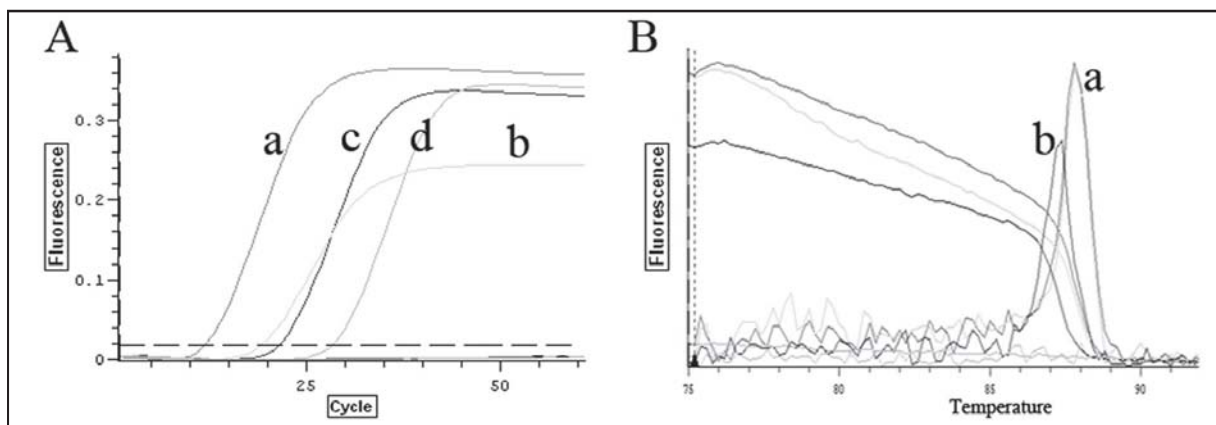 A
Fluorescence
0.3
0.2
0.1
0
a
c
d
b
25
50
Cycle
B
Fluorescence
a
b
75
80
85
90
Temperature